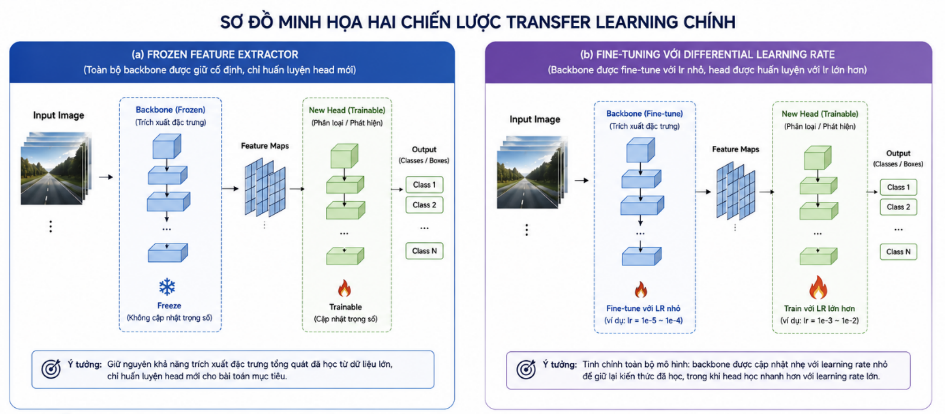 SƠ ĐỒ MINH HỌA HAI CHIẾN LƯỢC TRANSFER LEARNING CHÍNH
(a) FROZEN FEATURE EXTRACTOR
(Toàn bộ backbone được giữ cố định, chỉ huấn luyện head mới)
Input Image
Backbone (Frozen)
(Trích xuất đặc trưng)
...
Freeze
(Không cập nhật trọng số)
Feature Maps
New Head (Trainable)
(Phân loại / Phát hiện)
...
Trainable
(Cập nhật trọng số)
Output
(Classes / Boxes)
Class 1
Class 2
...
Class N
Ý tưởng: Giữ nguyên khả năng trích xuất đặc trưng tổng quát đã học từ dữ liệu lớn,
chỉ huấn luyện head mới cho bài toán mục tiêu.
(b) FINE-TUNING VỚI DIFFERENTIAL LEARNING RATE
(Backbone được fine-tune với lr nhỏ, head được huấn luyện với lr lớn hơn)
Input Image
Backbone (Fine-tune)
(Trích xuất đặc trưng)
...
Fine-tune với LR nhỏ
(ví dụ: lr = 1e-5 ~ 1e-4)
Feature Maps
New Head (Trainable)
(Phân loại / Phát hiện)
...
Train với LR lớn hơn
(ví dụ: lr = 1e-3 ~ 1e-2)
Output
(Classes / Boxes)
Class 1
Class 2
...
Class N
Ý tưởng: Tinh chỉnh toàn bộ mô hình: backbone được cập nhật nhẹ với learning rate nhỏ
để giữ lại kiến thức đã học, trong khi head học nhanh hơn với learning rate lớn.